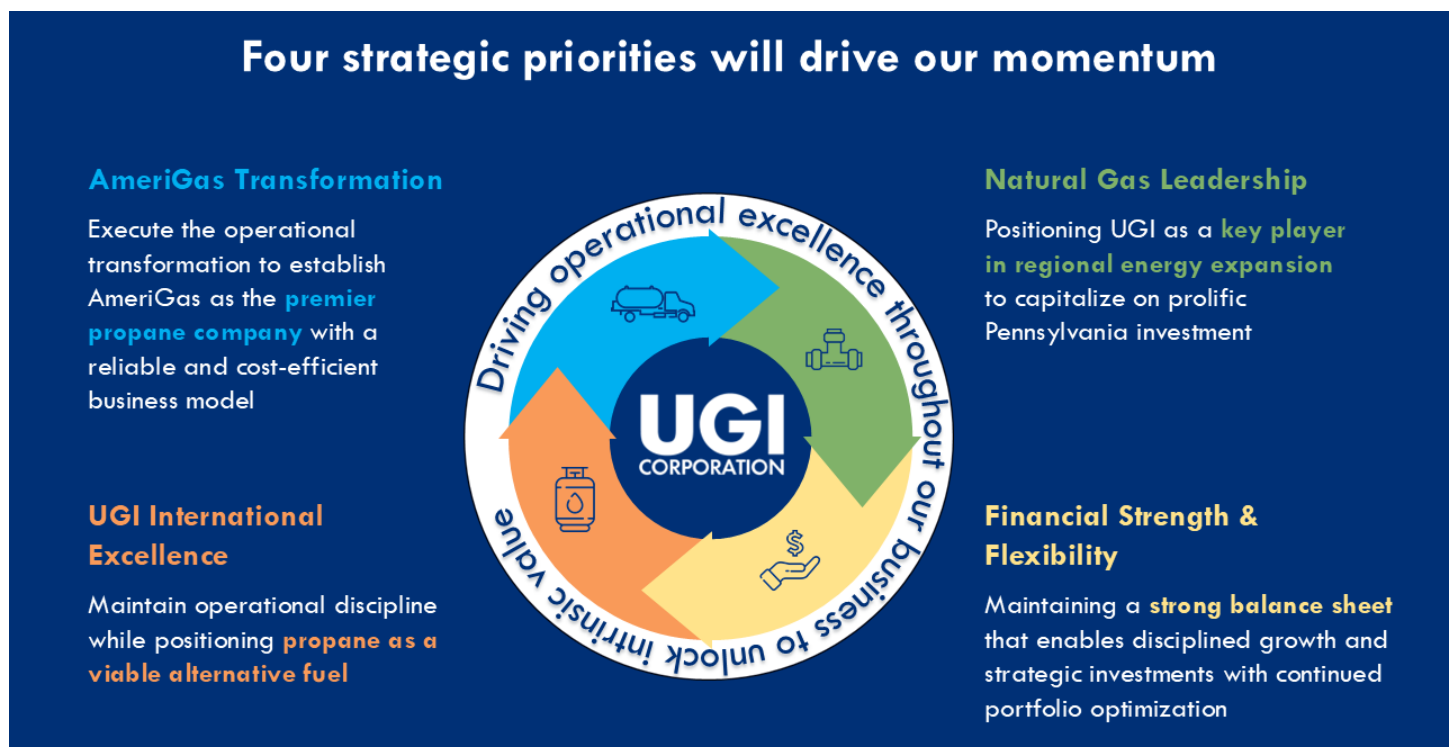 Four strategic priorities will drive our momentum
AmeriGas Transformation
Execute the operational
transformation to establish
AmeriGas as the premier
propane company with a
reliable and cost-efficient
business model
Natural Gas Leadership
Positioning UGI as a key player
in regional energy expansion
to capitalize on prolific
Pennsylvania investment
Driving operational excellence throughout our business to unlock intrinsic value
UGI
CORPORATION
$
UGI International
Excellence
Maintain operational discipline
while positioning propane as a
viable alternative fuel
Financial Strength &
Flexibility
Maintaining a strong balance sheet
that enables disciplined growth and
strategic investments with continued
portfolio optimization